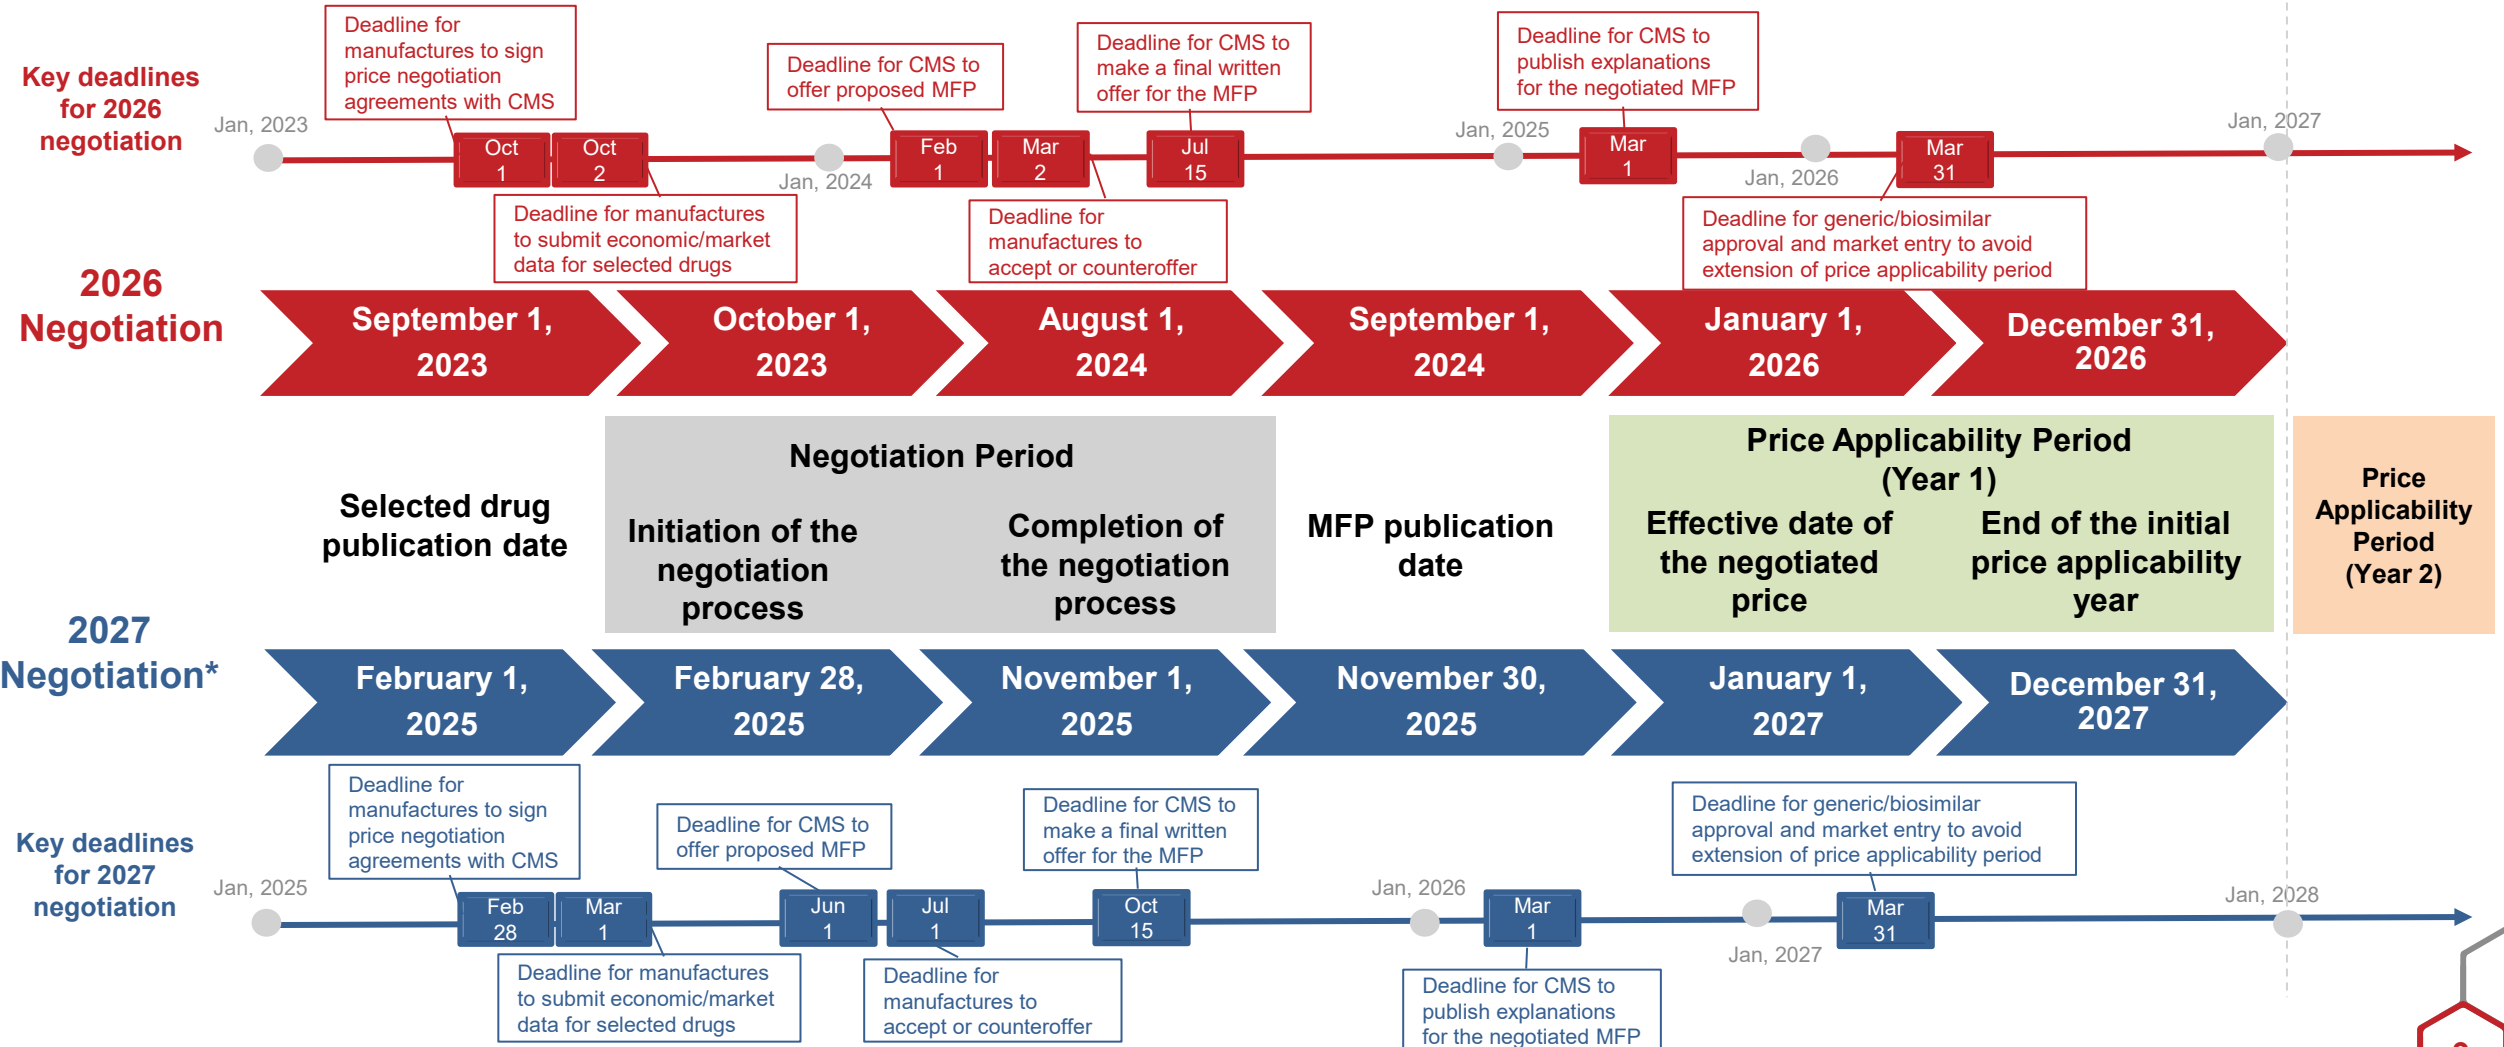 Key deadlines
for 2026
negotiation
Deadline for
manufactures to sign
price negotiation
agreements with CMS
Deadline for CMS to
offer proposed MFP
Deadline for CMS to
make a final written
offer for the MFP
Deadline for CMS to
publish explanations
for the negotiated MFP
Jan, 2023
Oct
1
Oct
2
Jan, 2024
Feb
1
Mar
2
Jul
15
Jan, 2025
Mar
1
Jan, 2026
Mar
31
Jan, 2027
Deadline for manufactures
to submit economic/market
data for selected drugs
Deadline for
manufactures to
accept or counteroffer
Deadline for generic/biosimilar
approval and market entry to avoid
extension of price applicability period
2026
Negotiation
September 1,
2023
October 1,
2023
August 1,
2024
September 1,
2024
January 1,
2026
December 31,
2026
Selected drug
publication date
Negotiation Period
Initiation of the
negotiation
process
Completion of
the negotiation
process
MFP publication
date
Price Applicability Period
(Year 1)
Effective date of
the negotiated
price
End of the initial
price applicability
year
Price
Applicability
Period
(Year 2)
2027
Negotiation*
February 1,
2025
February 28,
2025
November 1,
2025
November 30,
2025
January 1,
2027
December 31,
2027
Key deadlines
for 2027
negotiation
Deadline for
manufactures to sign
price negotiation
agreements with CMS
Deadline for CMS to
offer proposed MFP
Deadline for CMS to
make a final written
offer for the MFP
Deadline for generic/biosimilar
approval and market entry to avoid
extension of price applicability period
Jan, 2025
Feb
28
Mar
1
Jun
1
Jul
1
Oct
15
Jan, 2026
Mar
1
Jan, 2027
Mar
31
Jan, 2028
Deadline for manufactures
to submit economic/market
data for selected drugs
Deadline for
manufactures to
accept or counteroffer
Deadline for CMS to
publish explanations
for the negotiated MFP